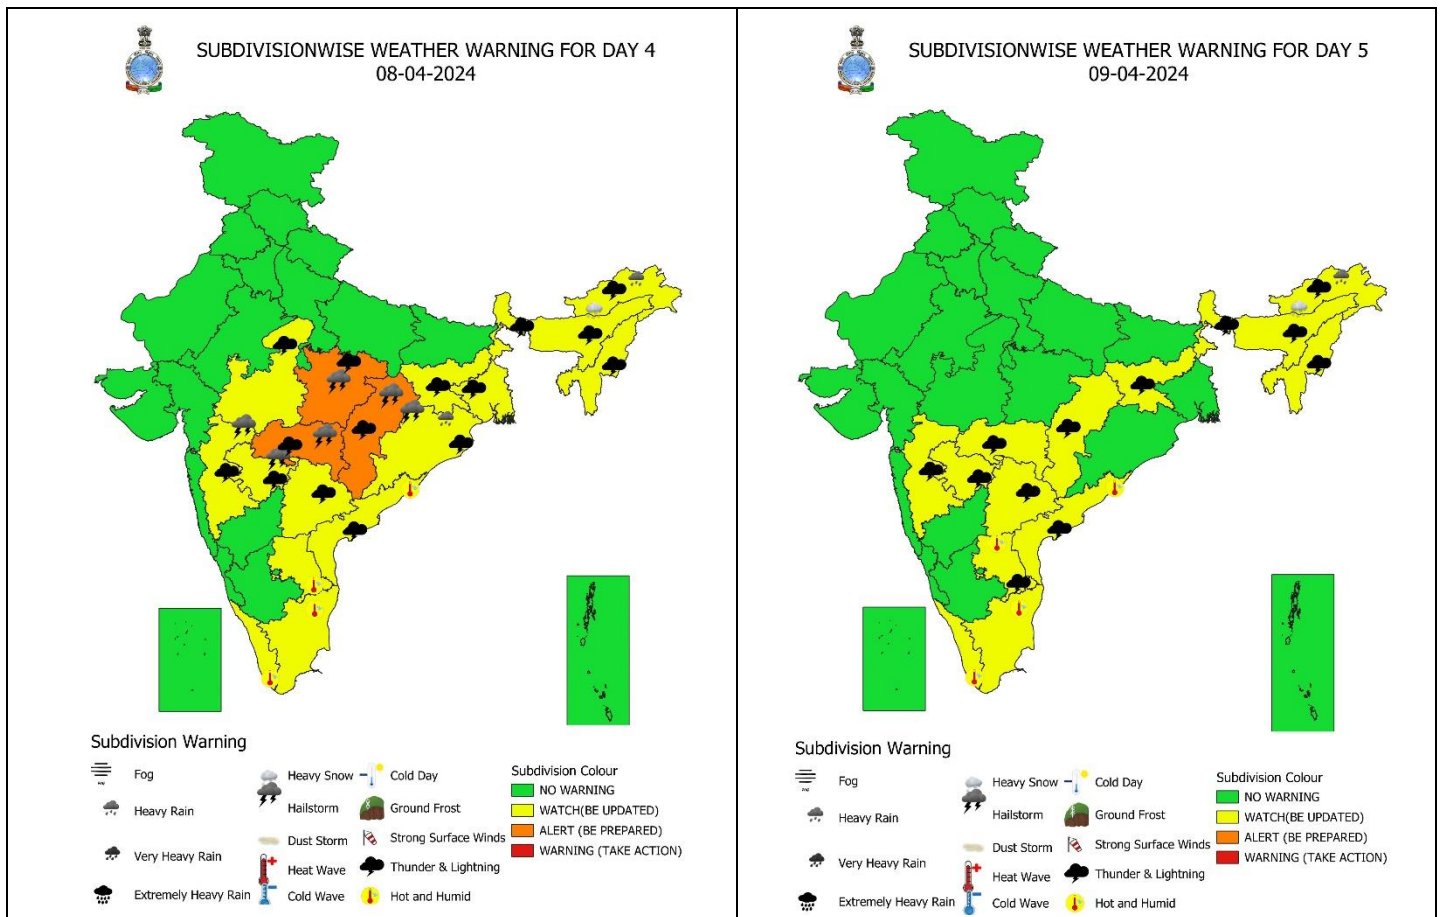 SUBDIVISIONWISE WEATHER WARNING FOR DAY 4
08-04-2024
Subdivision Warning
Fog
Heavy Rain
Very Heavy Rain
Extremely Heavy Rain
Heavy Snow
Hailstorm
Dust Storm
Heat Wave
Cold Wave
Cold Day
Ground Frost
Strong Surface Winds
Thunder & Lightning
Hot and Humid
Subdivision Colour
NO WARNING
WATCH(BE UPDATED)
ALERT (BE PREPARED)
WARNING (TAKE ACTION)
SUBDIVISIONWISE WEATHER WARNING FOR DAY 5
09-04-2024
Subdivision Warning
Fog
Heavy Rain
Very Heavy Rain
Extremely Heavy Rain
Heavy Snow
Hailstorm
Dust Storm
Heat Wave
Cold Wave
Cold Day
Ground Frost
Strong Surface Winds
Thunder & Lightning
Hot and Humid
Subdivision Colour
NO WARNING
WATCH(BE UPDATED)
ALERT (BE PREPARED)
WARNING (TAKE ACTION)